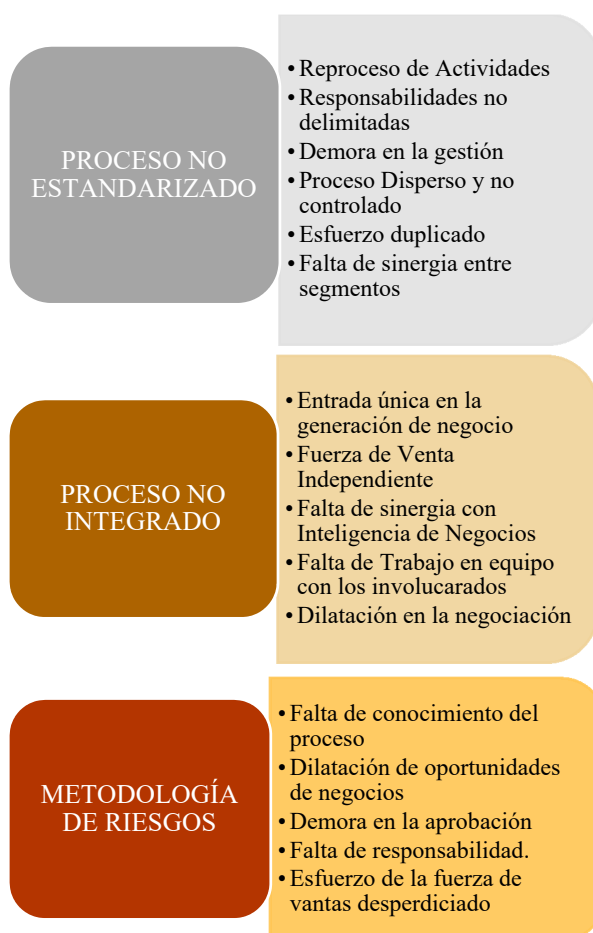 PROCESO NO
ESTANDARIZADO
• Reproceso de Actividades
• Responsabilidades no
delimitadas
• Demora en la gestión
• Proceso Disperso y no
controlado
• Esfuerzo duplicado
• Falta de sinergia entre
segmentos
PROCESO NO
INTEGRADO
• Entrada única en la
generación de negocio
• Fuerza de Venta
Independiente
• Falta de sinergia con
Inteligencia de Negocios
• Falta de Trabajo en equipo
con los involucarados
• Dilatación en la negociación
METODOLOGÍA
DE RIESGOS
• Falta de conocimiento del
proceso
• Dilatación de oportunidades
de negocios
• Demora en la aprobación
• Falta de responsabilidad.
• Esfuerzo de la fuerza de
vantas desperdiciado